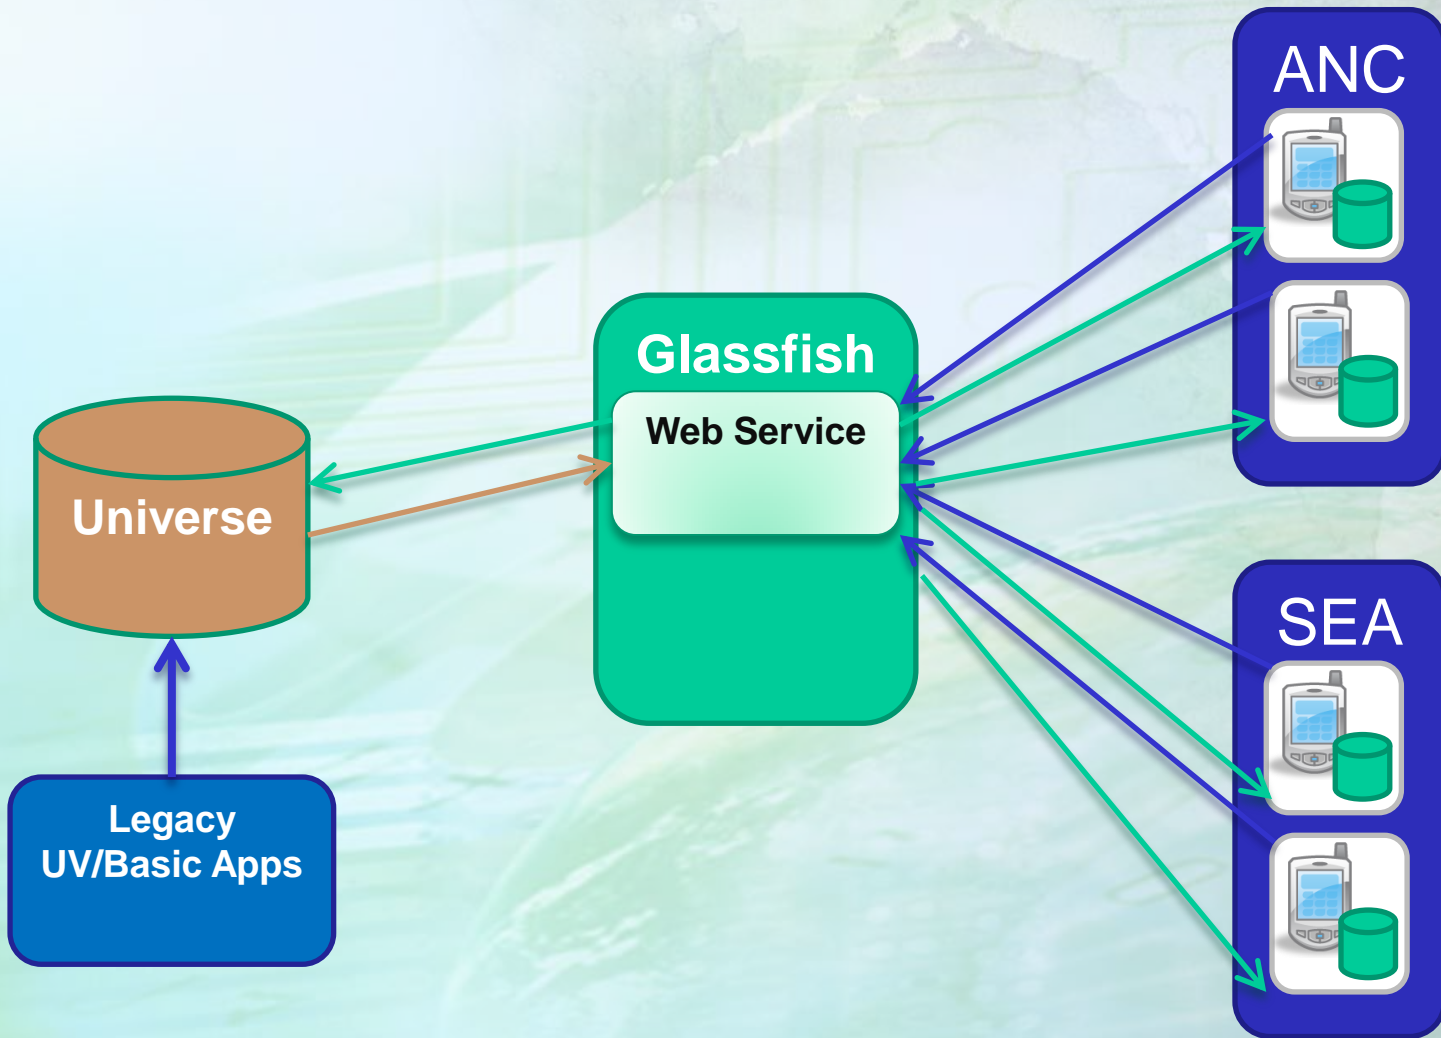 ANC
Glassfish
Web Service
Universe
SEA
Legacy
UV/Basic Apps